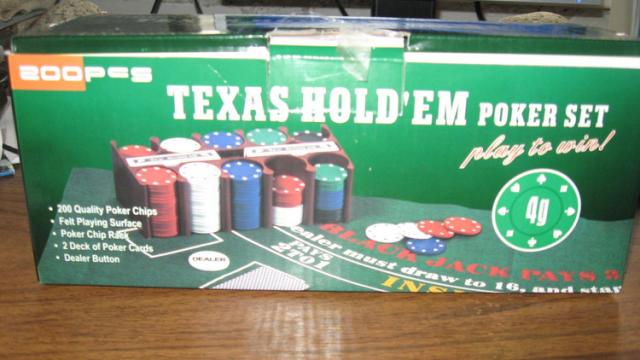 200PCS
TEXAS HOLD'EM POKER SET
play to win!
4g
• 200 Quality Poker Chips
• Felt Playing Surface
• Poker Chip
• 2 Deck of Poker Cards
• Dealer Button
DEALER
BLACK JACK PAYS 3
PAYS
2 TO 1
Dealer must draw to 16, and stan
INS